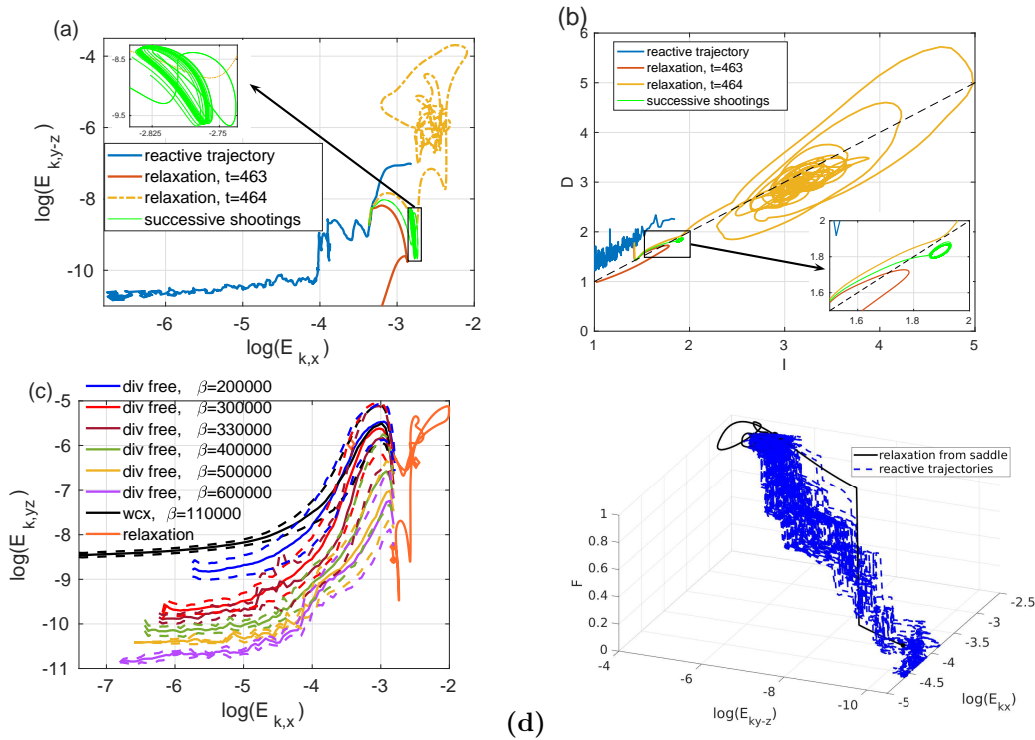 (a)
-4
-6
-8
-10
log(E k,y-z)
-6
-5
-4
-3
-2
log(E k,x)
-8.5
-9.5
-2.825
-2.75
reactive trajectory
relaxation, t=463
relaxation, t=464
successive shootings
(b)
6
5
4
3
2
1
0
D
1
2
3
4
5
I
reactive trajectory
relaxation, t=463
relaxation, t=464
successive shootings
2
1.8
1.6
1.6
1.8
2
(c)
div free, β=200000
div free, β=300000
div free, β=330000
div free, β=400000
div free, β=500000
div free, β=600000
wcx, β=110000
relaxation
-5
-6
-7
-8
-9
-10
-11
log(E k,yz)
-7
-6
-5
-4
-3
-2
log(E k,x)
(d)
relaxation from saddle
reactive trajectories
1
0.8
0.6
0.4
0.2
0
F
-4
-6
-8
-10
log(E ky-z)
-2.5
-3
-3.5
-4
-4.5
-5
log(E kx)